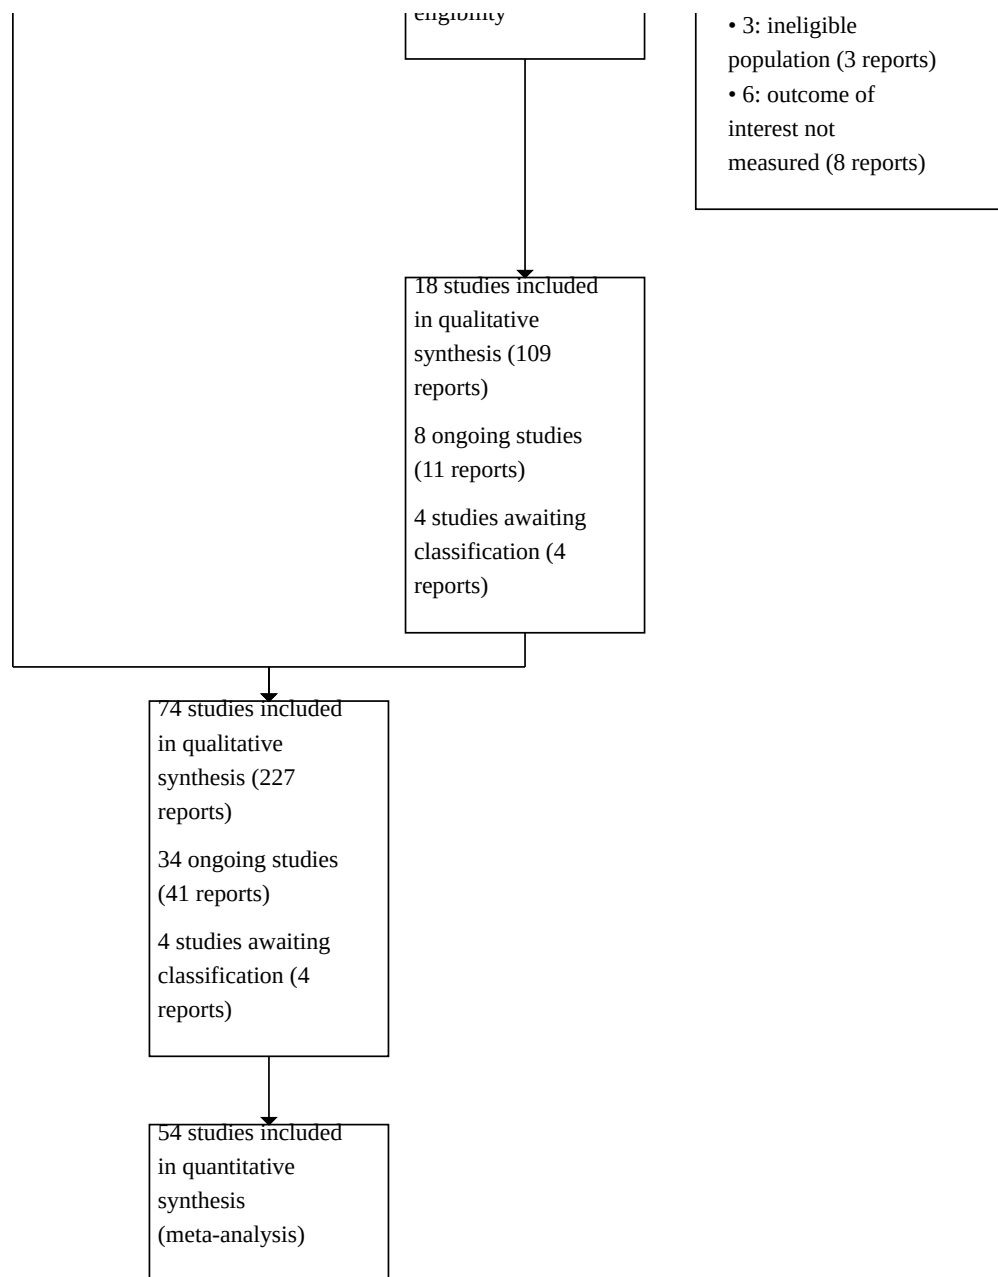 eligibility
• 3: ineligible
population (3 reports)
• 6: outcome of
interest not
measured (8 reports)
18 studies included
in qualitative
synthesis (109
reports)
8 ongoing studies
(11 reports)
4 studies awaiting
classification (4
reports)
74 studies included
in qualitative
synthesis (227
reports)
34 ongoing studies
(41 reports)
4 studies awaiting
classification (4
reports)
54 studies included
in quantitative
synthesis
(meta-analysis)